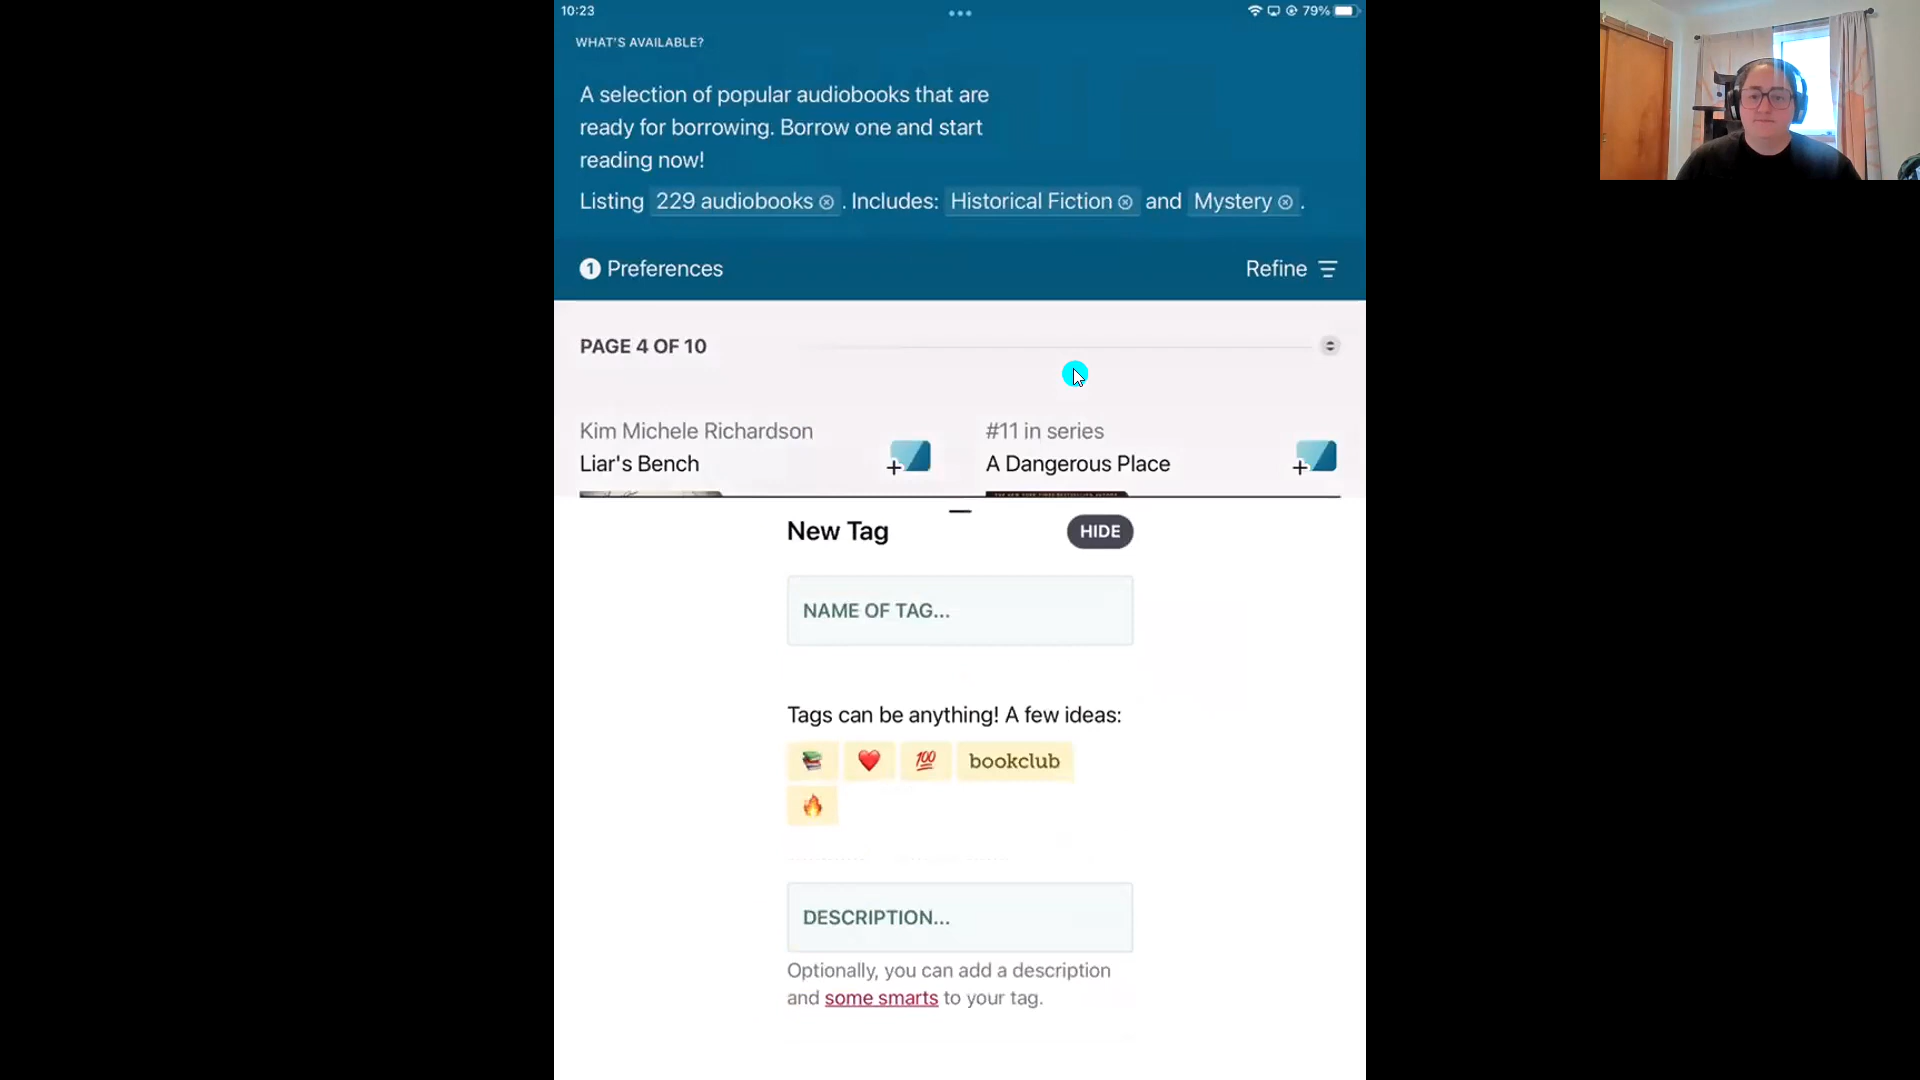 10:23
79%
WHAT'S AVAILABLE?
A selection of popular audiobooks that are
ready for borrowing. Borrow one and start
reading now!
Listing 229 audiobooks . Includes: Historical Fiction and Mystery .
1 Preferences
Refine
PAGE 4 OF 10
Kim Michele Richardson
Liar's Bench
#11 in series
A Dangerous Place
New Tag
HIDE
NAME OF TAG...
Tags can be anything! A few ideas:
💯 bookclub
DESCRIPTION...
Optionally, you can add a description
and some smarts to your tag.